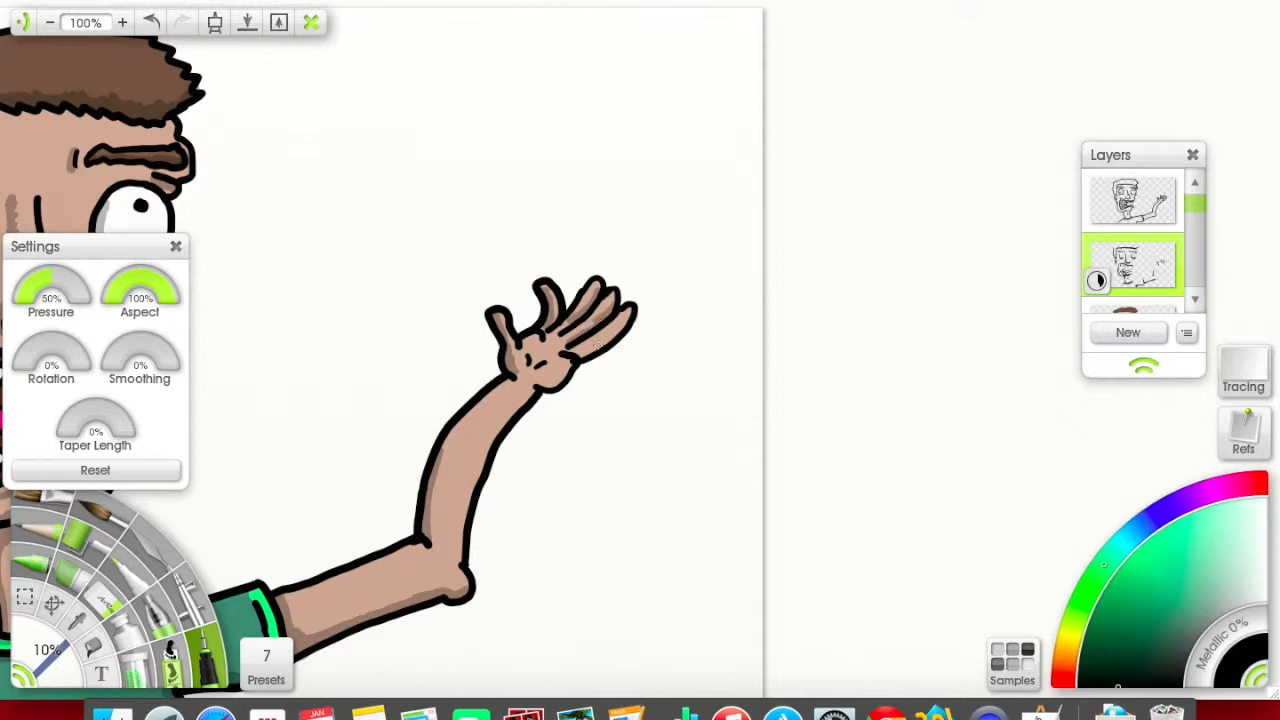 100%
Settings
50%
100%
Pressure
Aspect
0%
0%
Rotation
Smoothing
0%
Taper Length
Reset
10%
T
7
Presets
Layers
New
Tracing
Refs
Metallic 0%
Samples
JAN